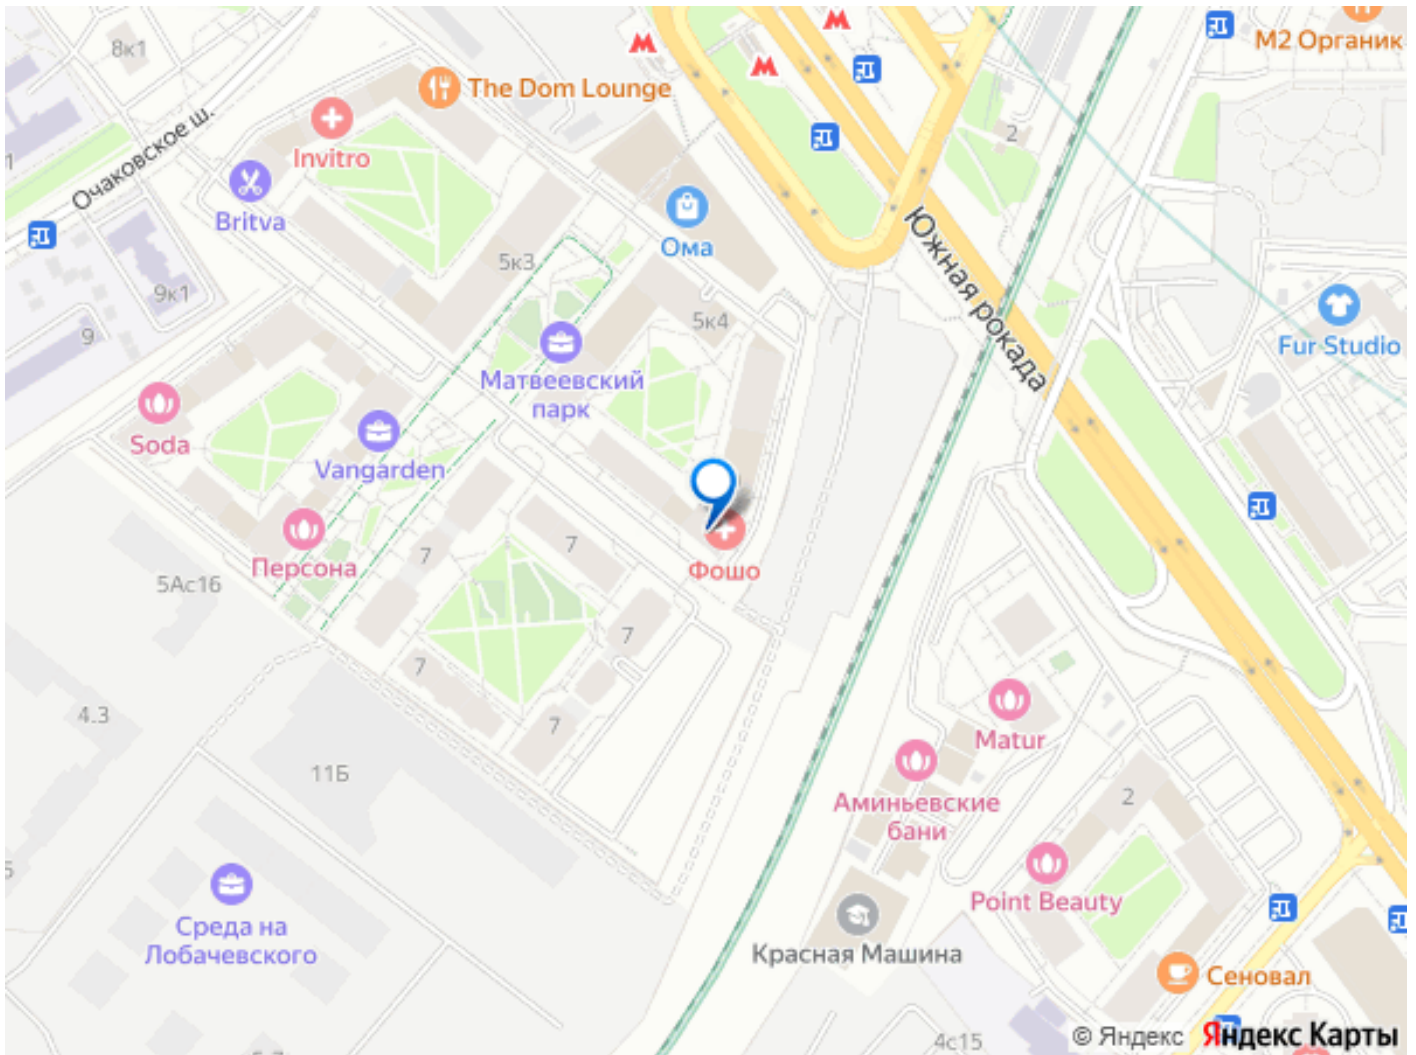 8к1
The Dom Lounge
М2 Органик
Очаковское ш.
Invitro
Britva
2
Ома
Южная рокада
1
5к3
9к1
5к4
9
Fur Studio
Матвеевский
парк
Soda
Vangarden
7
7
Фошо
Персона
5Ас16
7
7
7
4.3
11Б
Matur
2
Аминьевские
бани
Point Beauty
Среда на
Лобачевского
Красная Машина
Сеновал
4с15
© Яндекс Яндекс Карты